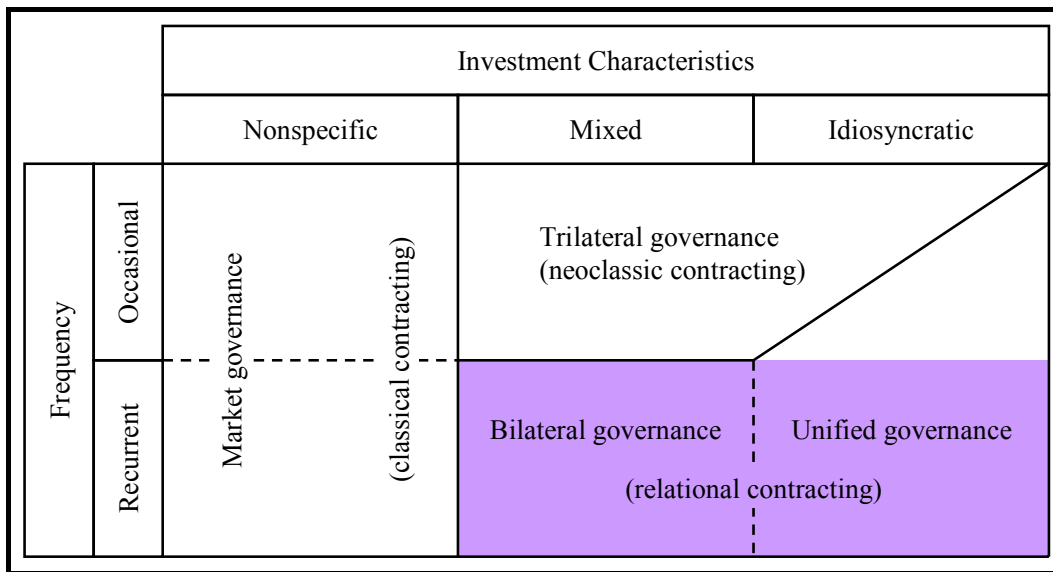 Investment Characteristics
Nonspecific
Mixed
Idiosyncratic
Frequency
Occasional
Recurrent
Market governance
(classical contracting)
Trilateral governance
(neoclassic contracting)
Bilateral governance
Unified governance
(relational contracting)